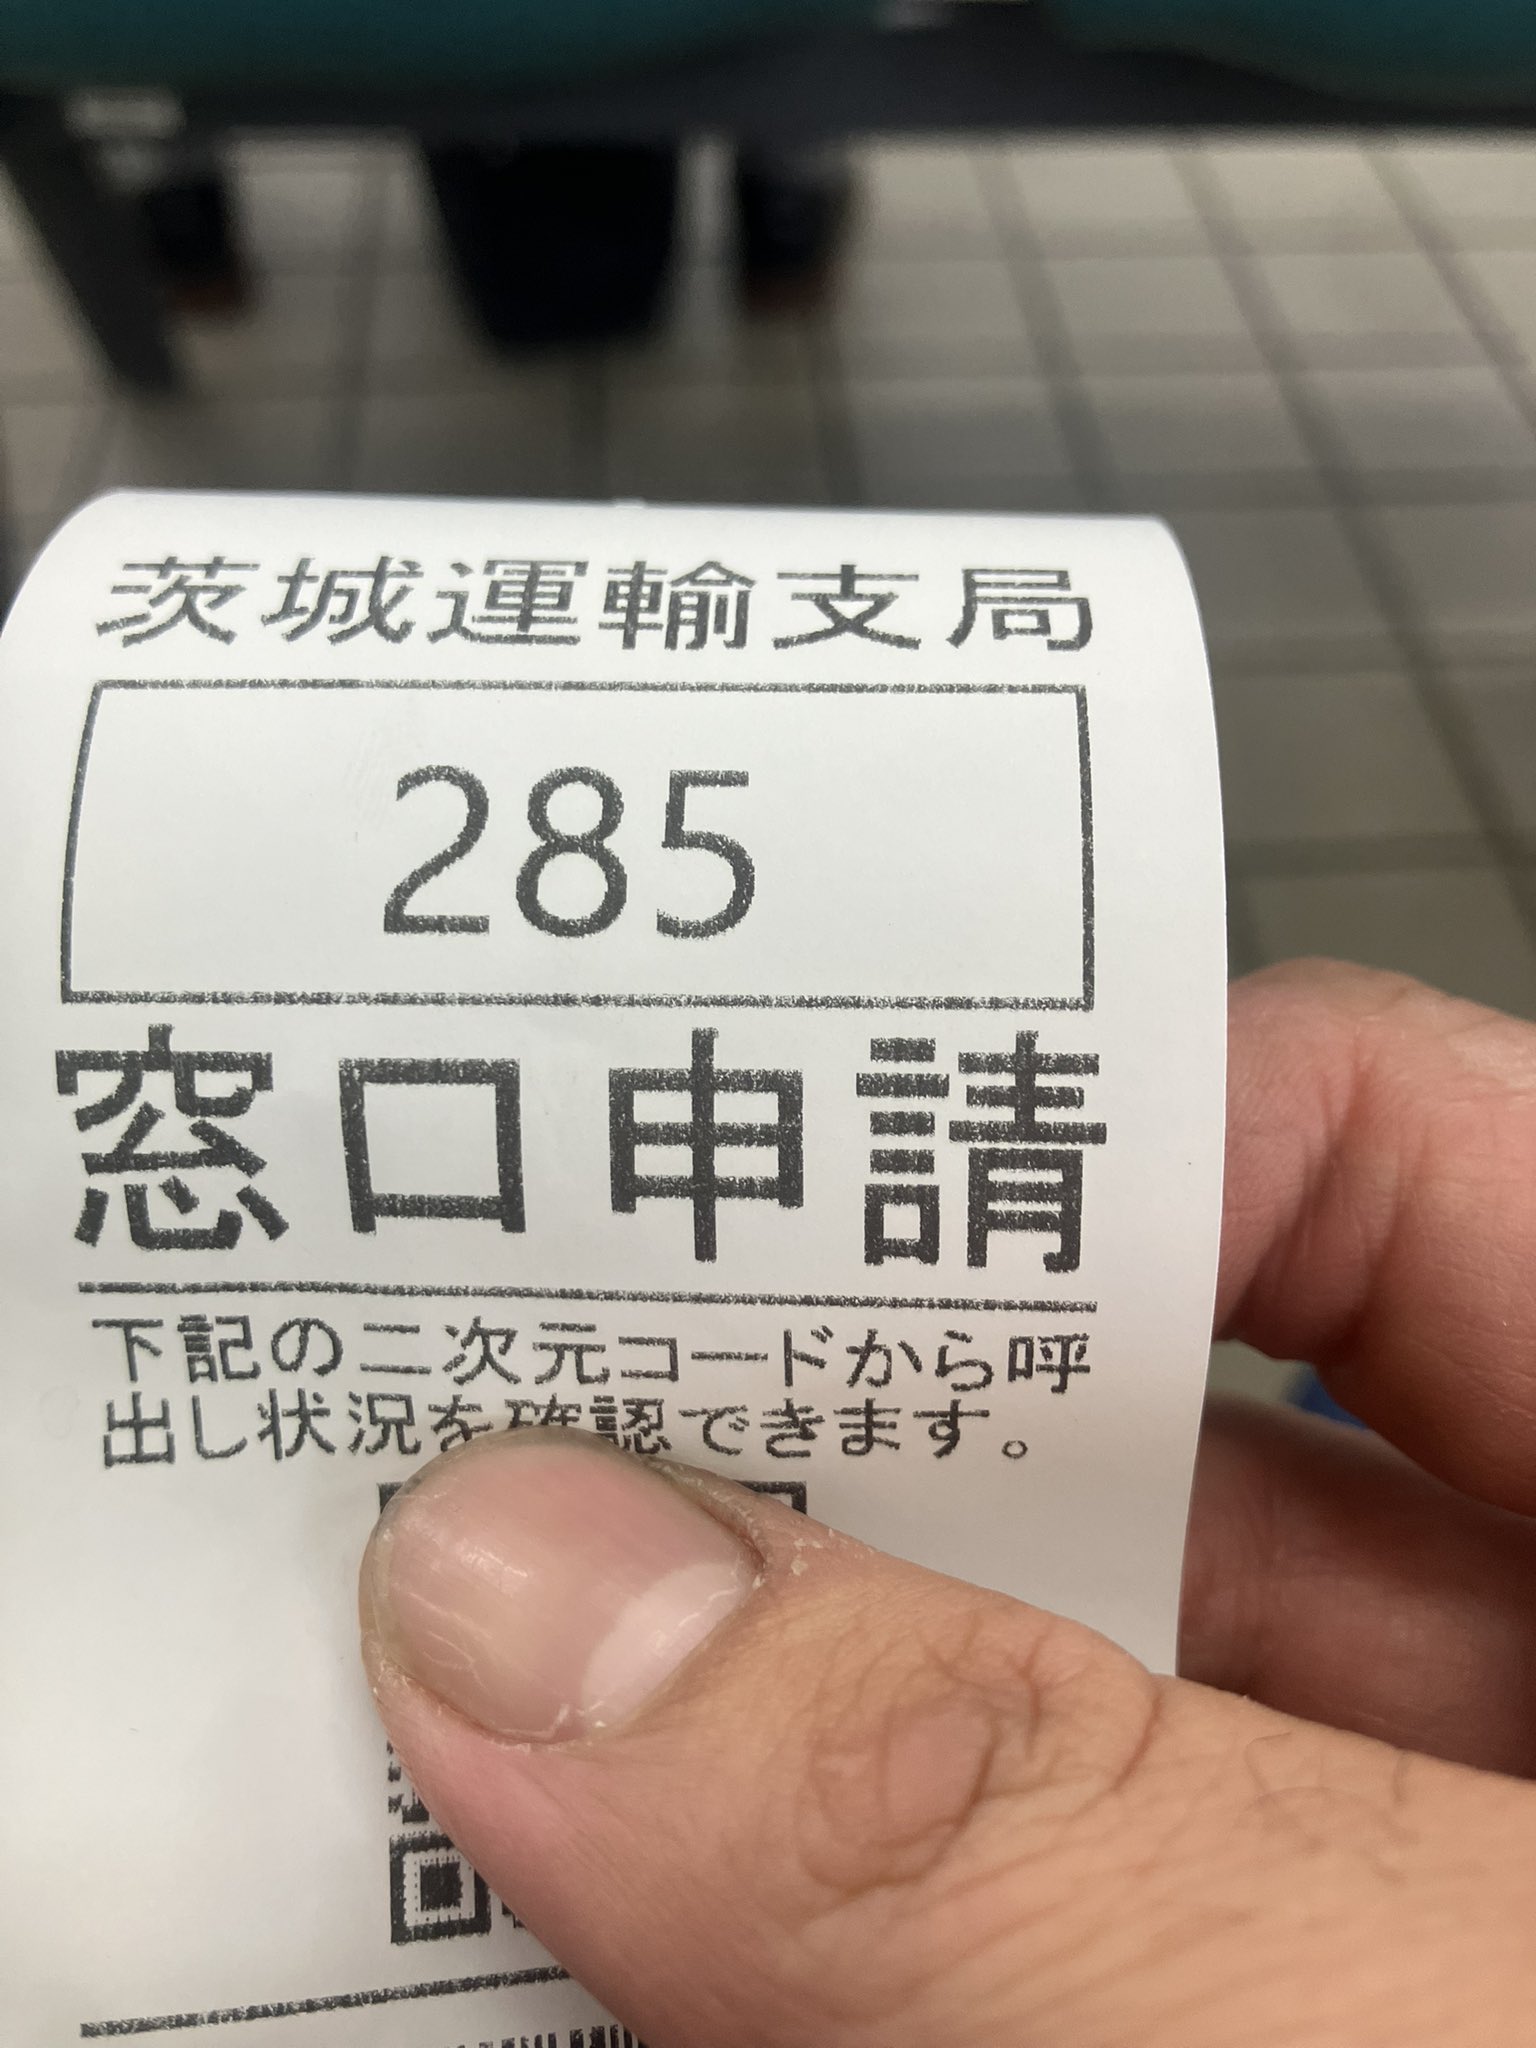 茨城運輸支局
285
窓口申請
下記の二次元コードから呼
出し状況を確認できます。